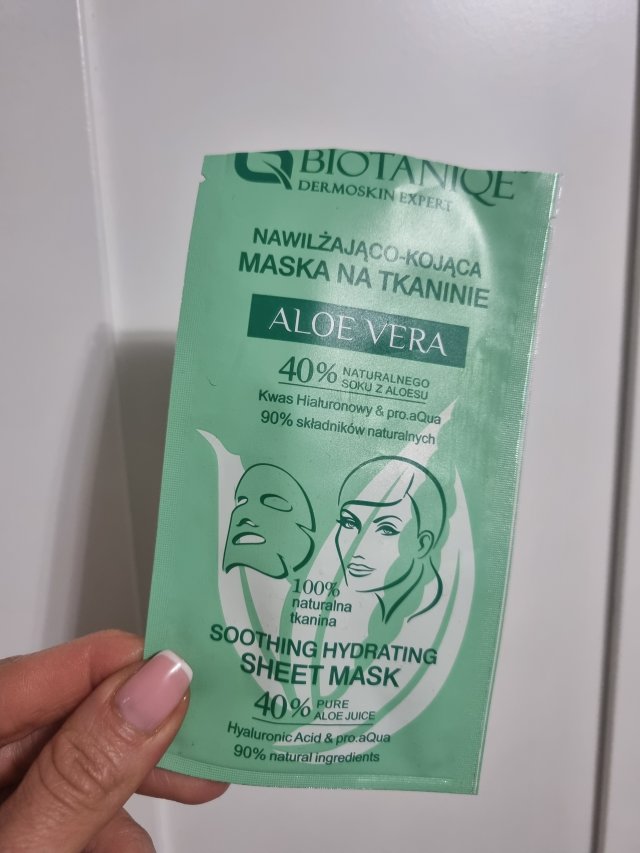 BIOTANIQE
DERMOSKIN EXPERT
NAWILŻAJĄCO-KOJĄCA
MASKA NA TKANINIE
ALOE VERA
40% NATURALNEGO
SOKU Z ALOESU
Kwas Hialuronowy & pro.aQua
90% składników naturalnych
100%
naturalna
tkanina
SOOTHING HYDRATING
SHEET MASK
40% PURE
ALOE JUICE
Hyaluronic Acid & pro.aQua
90% natural ingredients